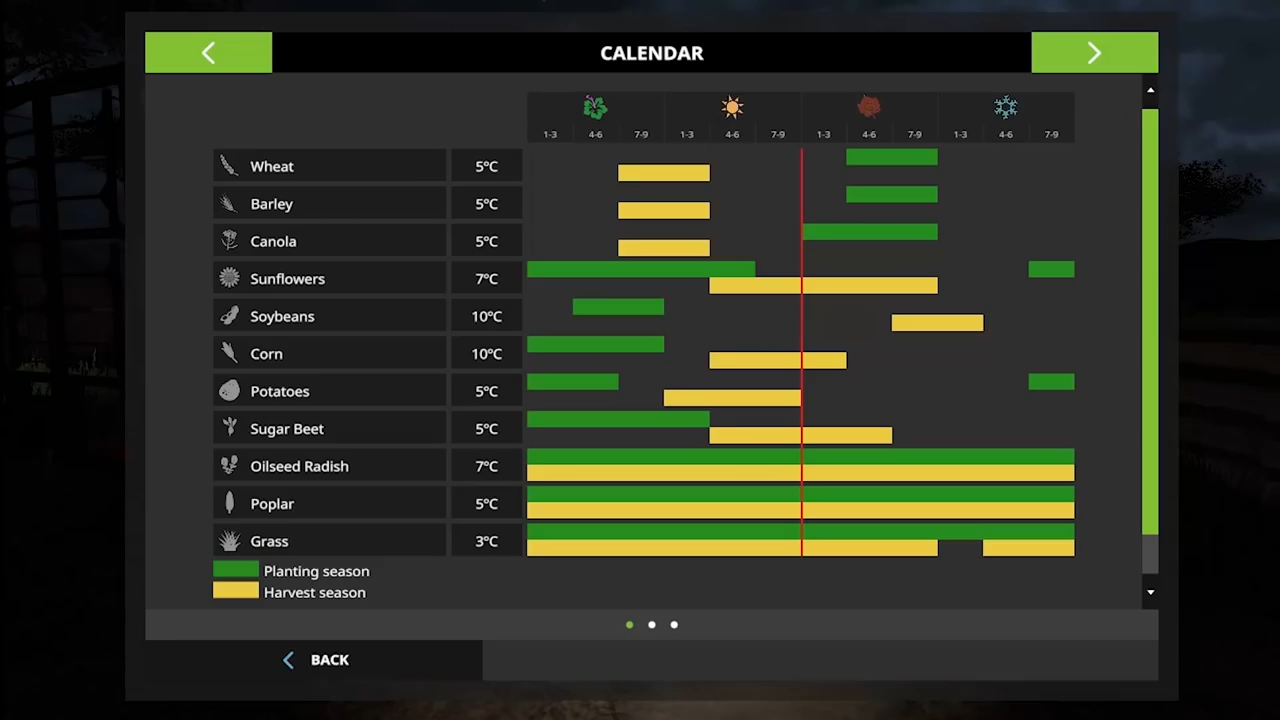 CALENDAR
1-3 4-6 7-9 1-3 4-6 7-9 1-3 4-6 7-9 1-3 4-6 7-9
Wheat 5°C
Barley 5°C
Canola 5°C
Sunflowers 7°C
Soybeans 10°C
Corn 10°C
Potatoes 5°C
Sugar Beet 5°C
Oilseed Radish 7°C
Poplar 5°C
Grass 3°C
Planting season
Harvest season
BACK